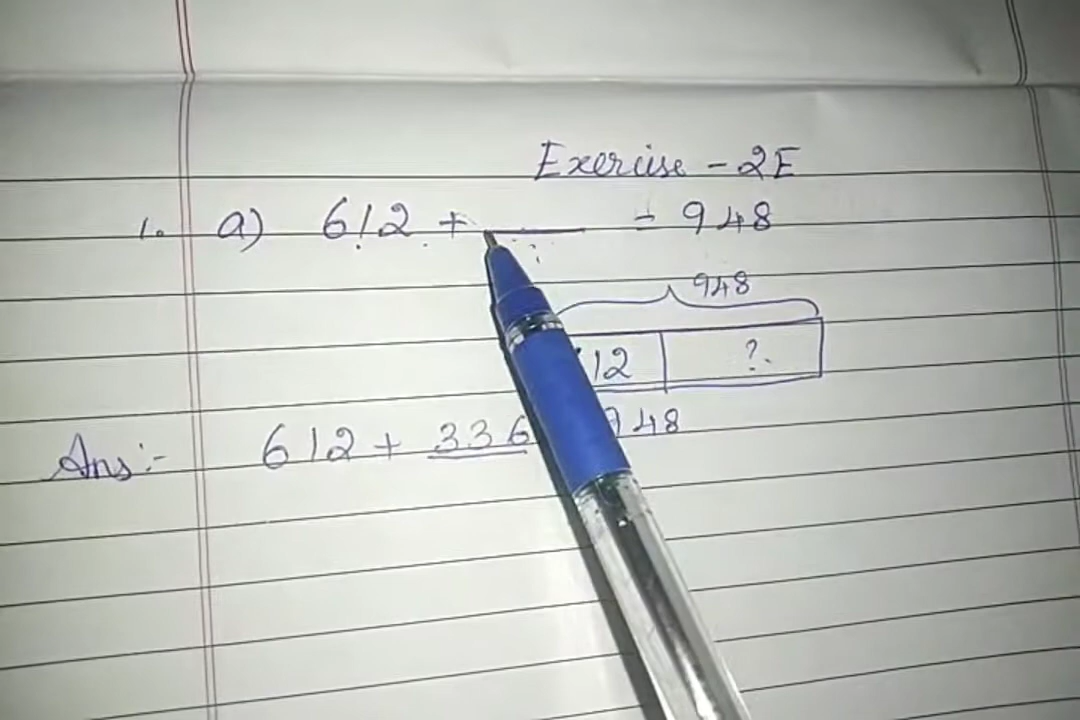 Exercise - 2E
1. a) 612 + ____ = 948
948
12 ?
Ans:- 612 + 336 948